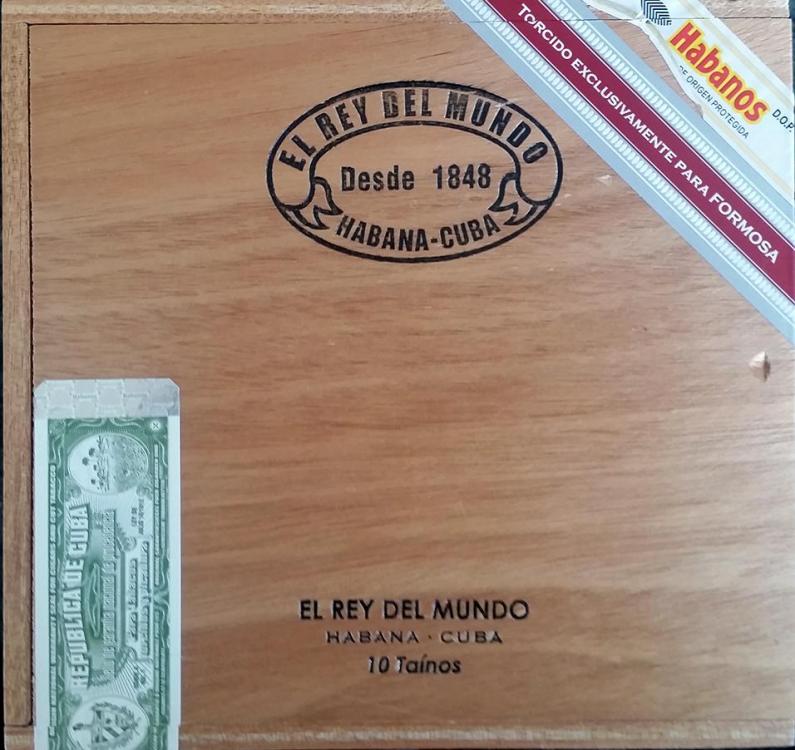 TORCIDO EXCLUSIVAMENTE PARA FORMOSA
Habanos
DE ORIGEN PROTEGIDA
D.O.P.
EL REY DEL MUNDO
Desde 1848
HABANA-CUBA
REPUBLICA DE CUBA
EL REY DEL MUNDO
HABANA · CUBA
10 Taínos